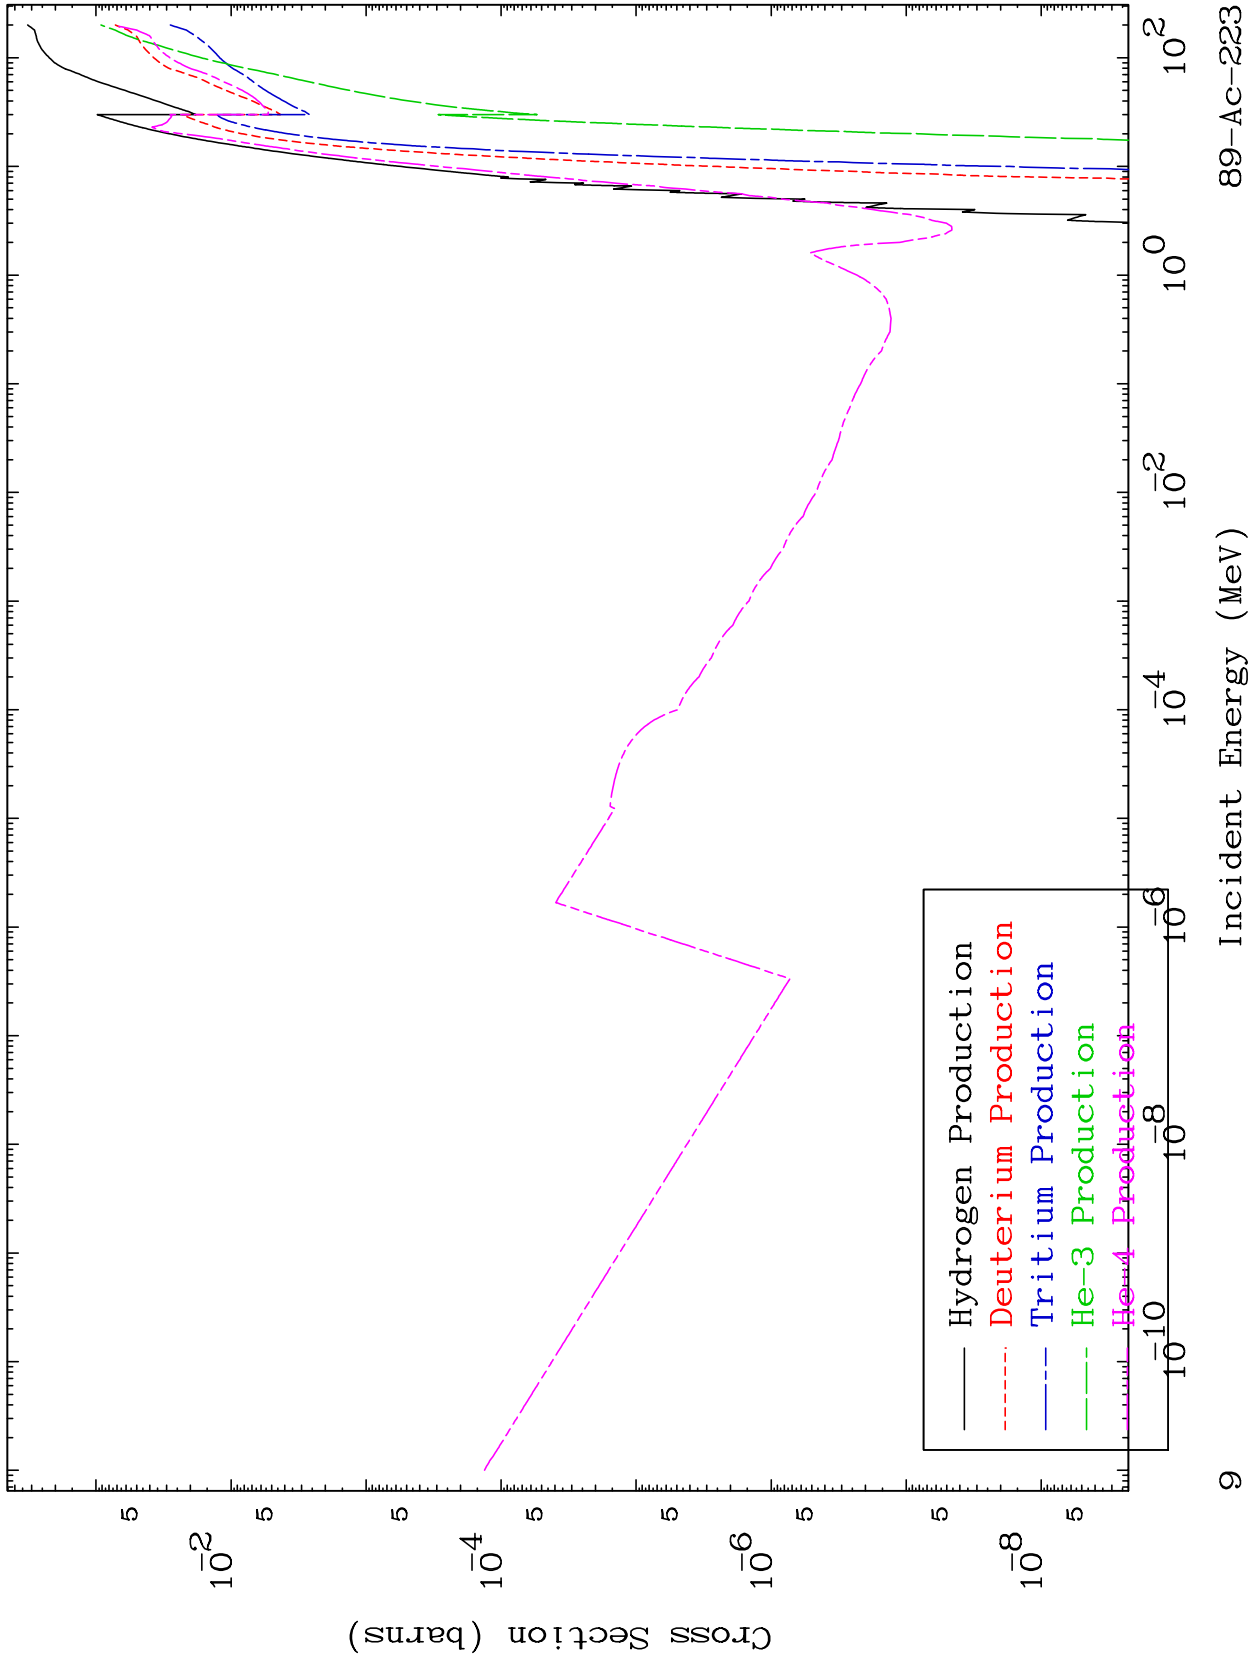 Cross Section (barns)
10-2
5
5
10-4
5
5
10-6
5
5
10-8
5
Hydrogen Production
Deuterium Production
Tritium Production
He-3 Production
He-4 Production
10-10
10-8
10-6
10-4
10-2
10 0
10 2
9
Incident Energy (MeV)
89-Ac-223